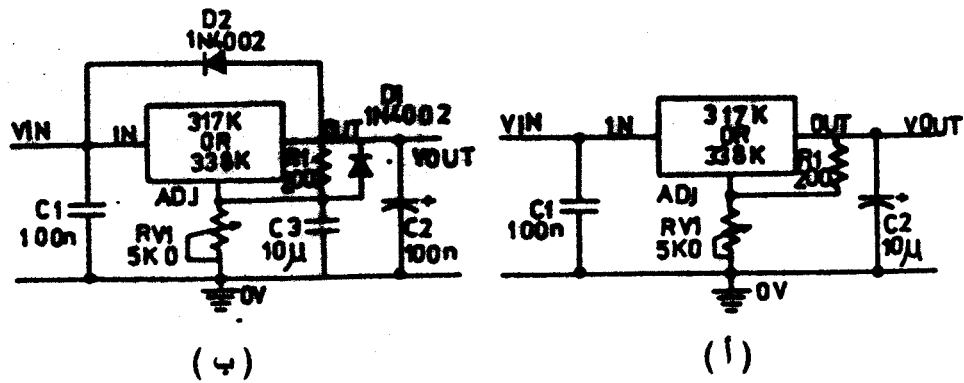 D2
1N4002
D1
1N4002
VIN
IN
317K
OR
338K
OUT
VOUT
R1
ADJ
C1
100n
RV1
5K0
C3
10µ
C2
100n
0V
(ب)
VIN
IN
317K
OR
338K
OUT
VOUT
R1
200
ADJ
C1
100n
RV1
5K0
C2
10µ
0V
(أ)